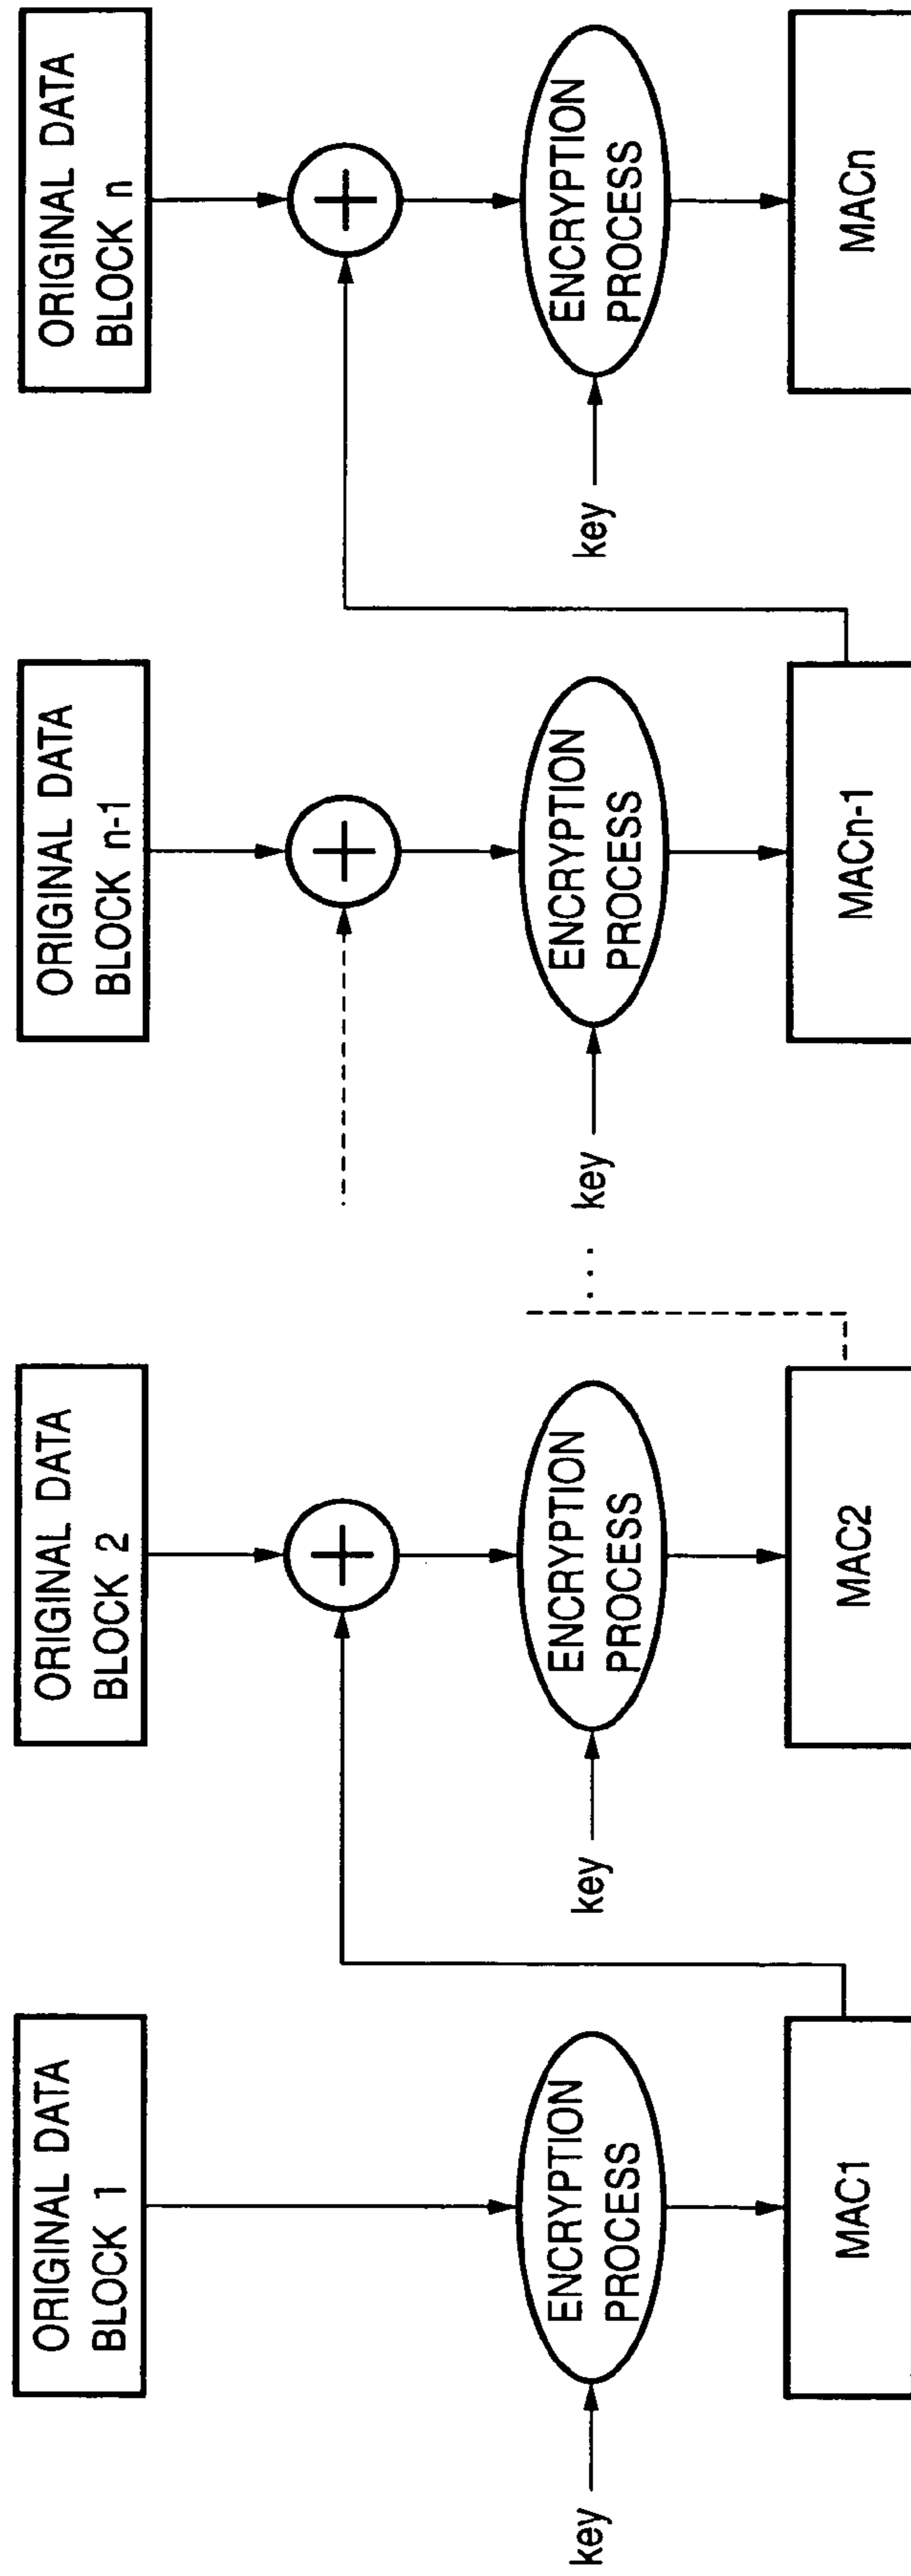 ORIGINAL DATA
BLOCK 1
key
ENCRYPTION
PROCESS
MAC1
ORIGINAL DATA
BLOCK 2
key
ENCRYPTION
PROCESS
MAC2
...
ORIGINAL DATA
BLOCK n-1
key
ENCRYPTION
PROCESS
MACn-1
ORIGINAL DATA
BLOCK n
key
ENCRYPTION
PROCESS
MACn